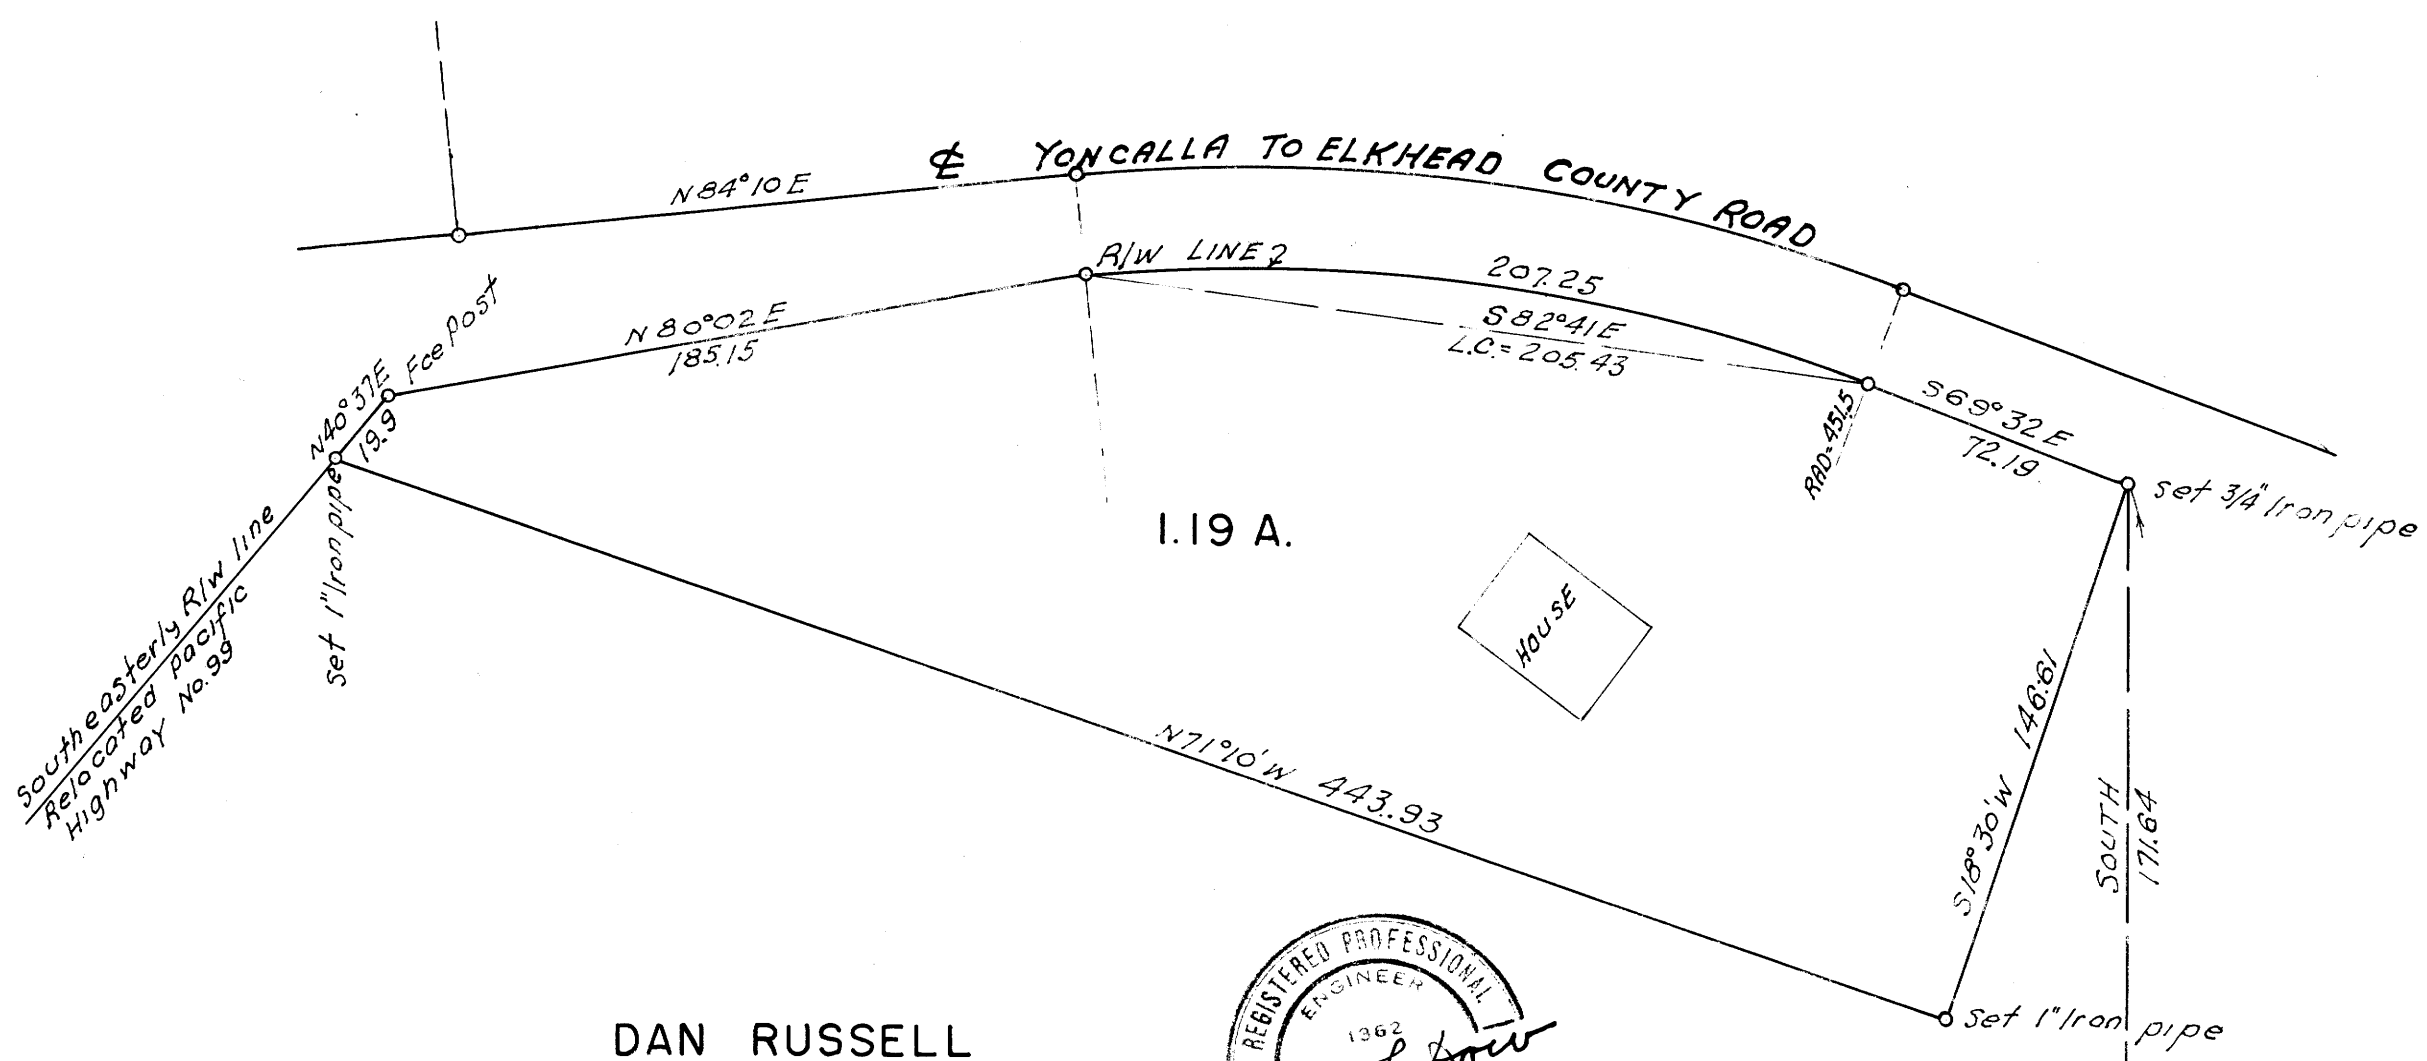 ℄ YONCALLA TO ELKHEAD COUNTY ROAD
N84°10E
R/W LINE
207.25
S82°41E
L.C.=205.43
N80°02E
185.15
Fce post
N40°37E
19.9
RAD=451.5
S69°32E
72.19
set 3/4" Iron pipe
set 1" Iron pipe
1.19 A.
HOUSE
Southeasterly R/W line
Relocated pacific
Highway No.99
N71°10'W 443.93
S18°30'W 146.61
SOUTH
171.64
set 1" Iron pipe
REGISTERED PROFESSIONAL
ENGINEER
1362
DAN RUSSELL